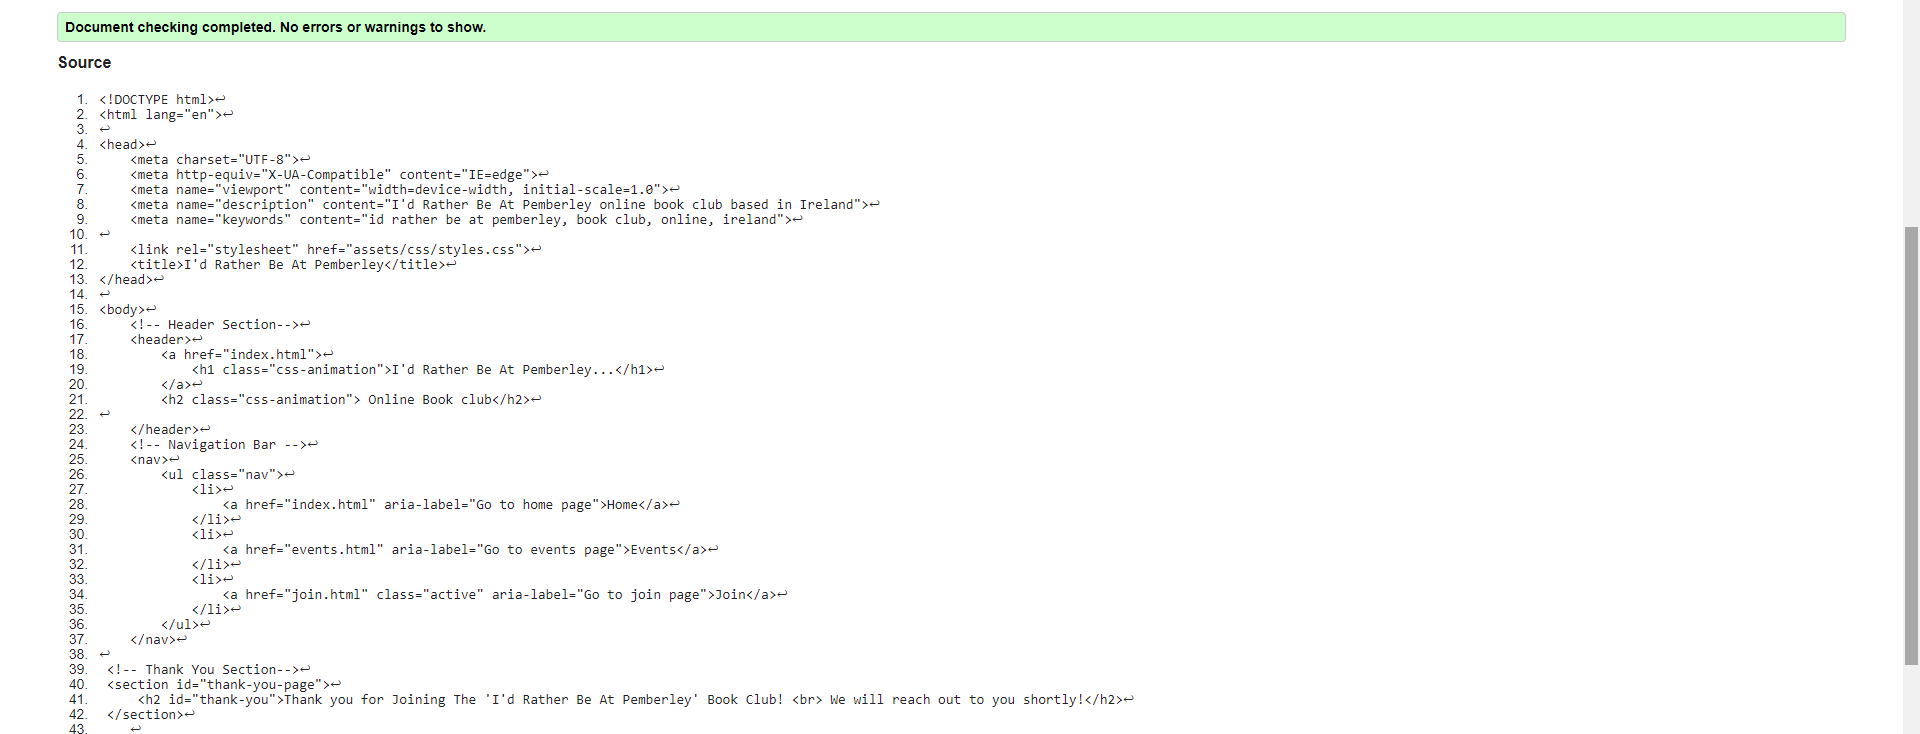 Document checking completed. No errors or warnings to show.
Source
1. <!DOCTYPE html>↩
2. <html lang="en">↩
3. ↩
4. <head>↩
5.     <meta charset="UTF-8">↩
6.     <meta http-equiv="X-UA-Compatible" content="IE=edge">↩
7.     <meta name="viewport" content="width=device-width, initial-scale=1.0">↩
8.     <meta name="description" content="I'd Rather Be At Pemberley online book club based in Ireland">↩
9.     <meta name="keywords" content="id rather be at pemberley, book club, online, ireland">↩
10. ↩
11.     <link rel="stylesheet" href="assets/css/styles.css">↩
12.     <title>I'd Rather Be At Pemberley</title>↩
13. </head>↩
14. ↩
15. <body>↩
16.     <!-- Header Section-->↩
17.     <header>↩
18.         <a href="index.html">↩
19.             <h1 class="css-animation">I'd Rather Be At Pemberley...</h1>↩
20.         </a>↩
21.         <h2 class="css-animation"> Online Book club</h2>↩
22. ↩
23.     </header>↩
24.     <!-- Navigation Bar -->↩
25.     <nav>↩
26.         <ul class="nav">↩
27.             <li>↩
28.                 <a href="index.html" aria-label="Go to home page">Home</a>↩
29.             </li>↩
30.             <li>↩
31.                 <a href="events.html" aria-label="Go to events page">Events</a>↩
32.             </li>↩
33.             <li>↩
34.                 <a href="join.html" class="active" aria-label="Go to join page">Join</a>↩
35.             </li>↩
36.         </ul>↩
37.     </nav>↩
38. ↩
39.  <!-- Thank You Section-->↩
40.  <section id="thank-you-page">↩
41.      <h2 id="thank-you">Thank you for Joining The 'I'd Rather Be At Pemberley' Book Club! <br> We will reach out to you shortly!</h2>↩
42.  </section>↩
43.     ↩